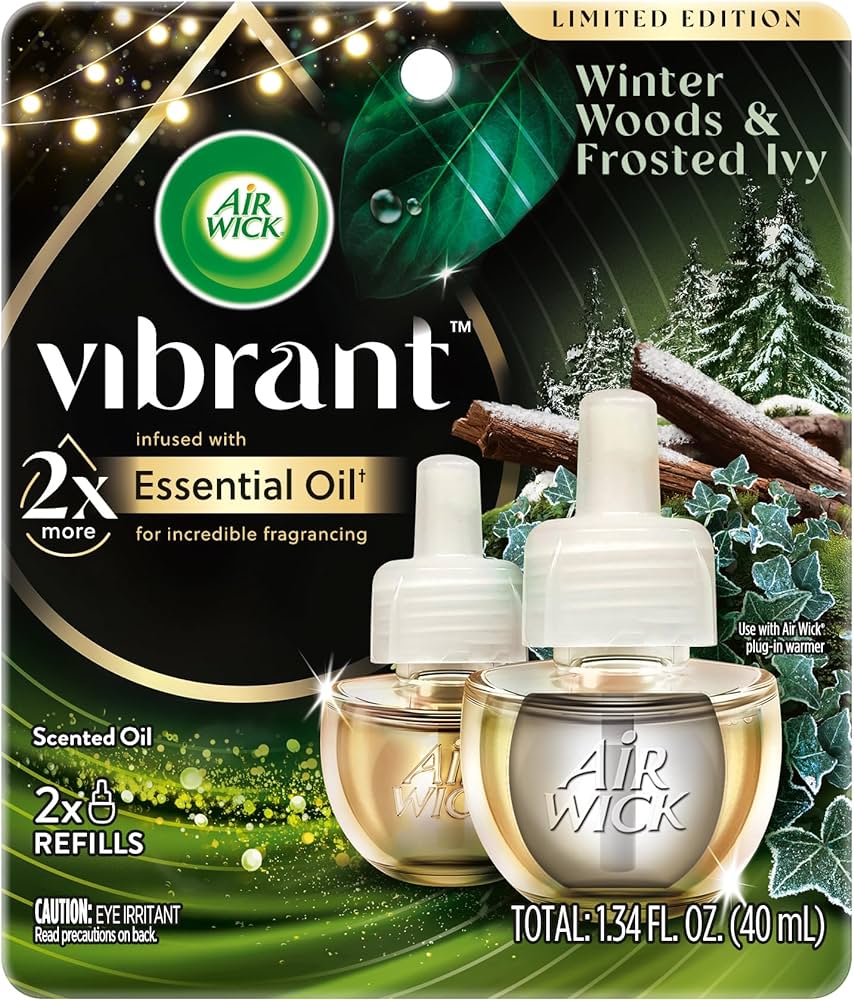 LIMITED EDITION
Winter
Woods &
Frosted Ivy
AiR
WICK®
vibrant™
infused with
2x
more
Essential Oil†
for incredible fragrancing
Use with Air Wick®
plug-in warmer
Scented Oil
2x
REFILLS
AiR
WICK
AiR
WICK
CAUTION: EYE IRRITANT
Read precautions on back.
TOTAL: 1.34 FL. OZ. (40 mL)